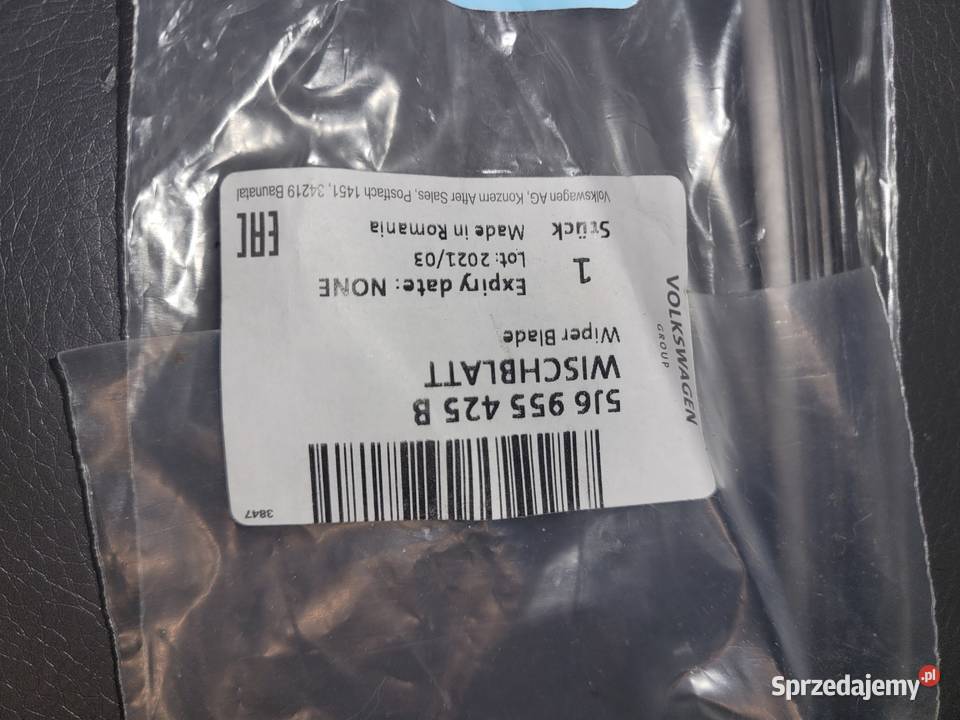 3847
5J6 955 425 B
WISCHBLATT
Wiper Blade
Expiry date: NONE
1
Lot: 2021/03
Stück
Made in Romania
EAC
Volkswagen AG, Konzern After Sales, Postfach 1451, 34219 Baunatal
VOLKSWAGEN
GROUP
Sprzedajemy.pl